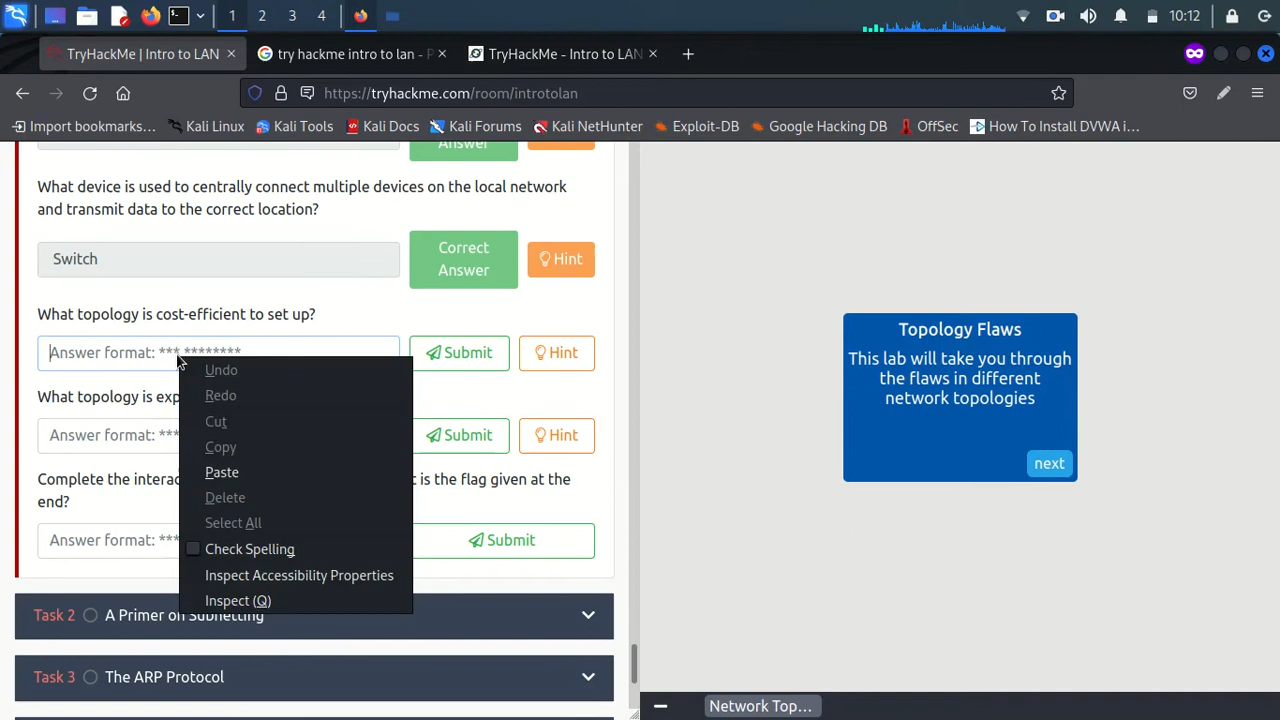 1 2 3 4 10:12
TryHackMe | Intro to LAN
try hackme intro to lan - P
TryHackMe - Intro to LAN
https://tryhackme.com/room/introtolan
Import bookmarks... Kali Linux Kali Tools Kali Docs Kali Forums Kali NetHunter Exploit-DB Google Hacking DB OffSec How To Install DVWA i...
Answer
What device is used to centrally connect multiple devices on the local network
and transmit data to the correct location?
Switch
Correct
Answer
Hint
What topology is cost-efficient to set up?
Answer format: *** ********
Submit
Hint
What topology is exp
Answer format: ***
Submit
Hint
Complete the interac
t is the flag given at the
end?
Answer format: ***
Submit
Undo
Redo
Cut
Copy
Paste
Delete
Select All
Check Spelling
Inspect Accessibility Properties
Inspect (Q)
Task 2 A Primer on Subnetting
Task 3 The ARP Protocol
Topology Flaws
This lab will take you through
the flaws in different
network topologies
next
Network Top...